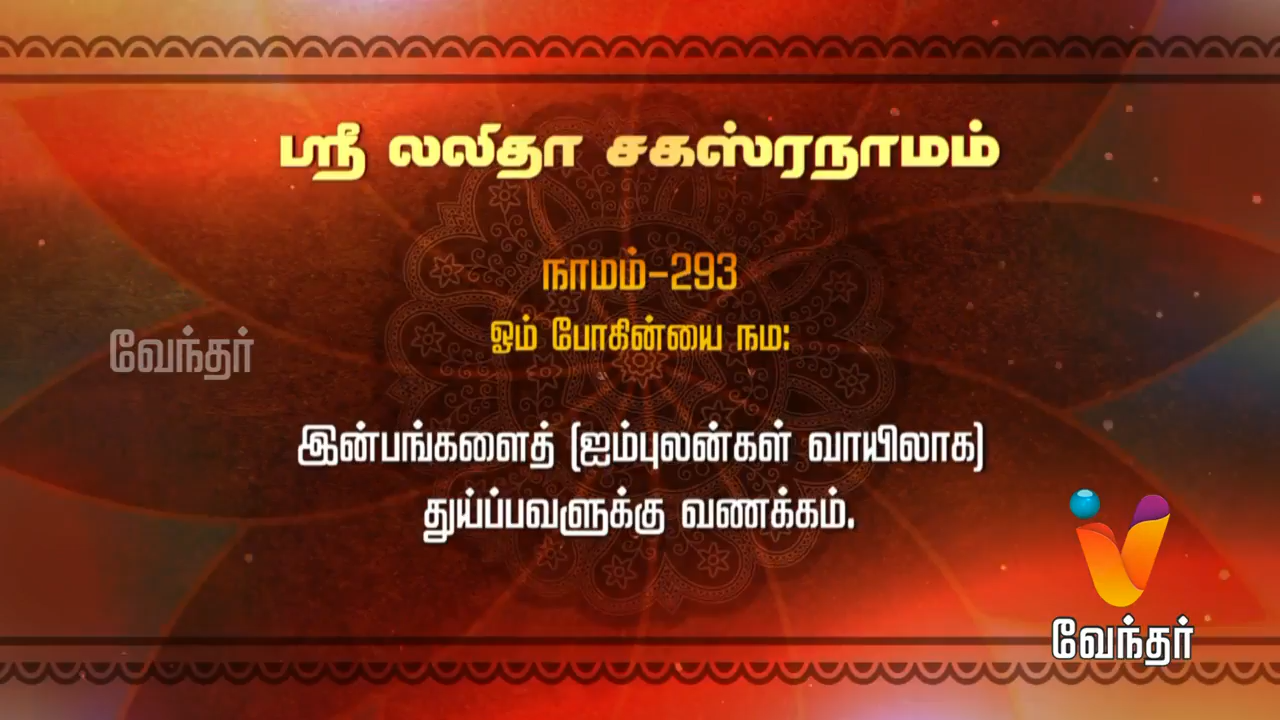 ஸ்ரீ லலிதா சகஸ்ரநாமம்
நாமம்-293
ஓம் போகின்யை நம:
வேந்தர்
இன்பங்களைத் (ஐம்புலன்கள் வாயிலாக)
துய்ப்பவளுக்கு வணக்கம்.
வேந்தர்